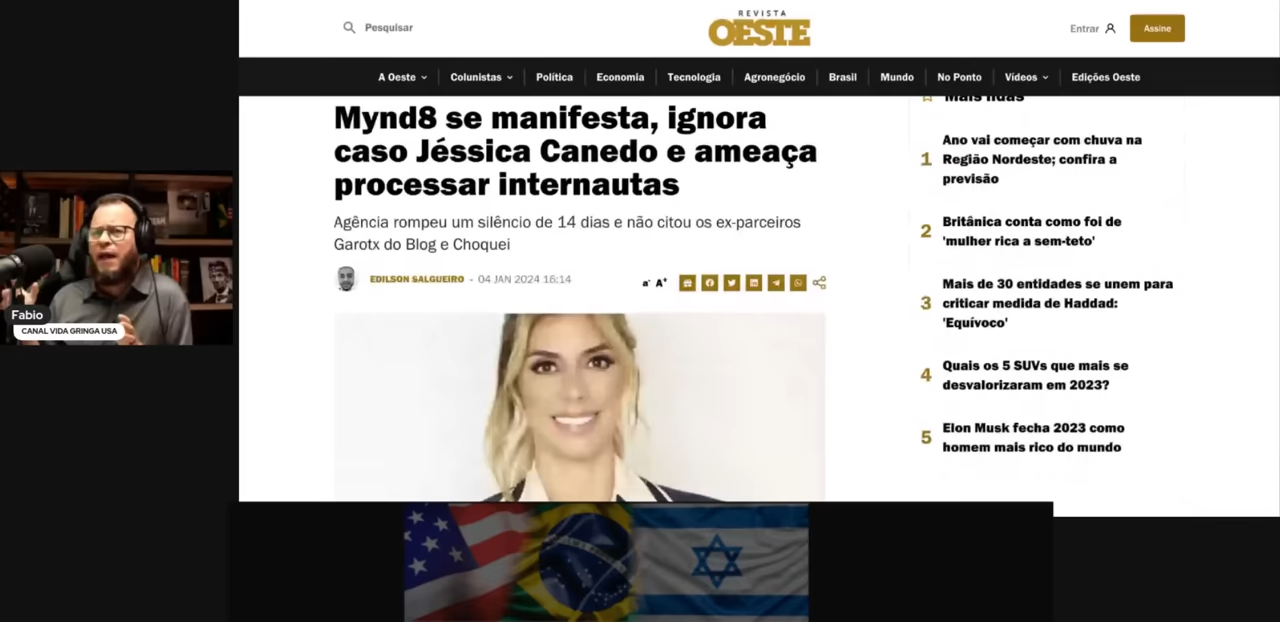 Pesquisar
REVISTA
OESTE
Entrar
Assine
A Oeste
Colunistas
Política
Economia
Tecnologia
Agronegócio
Brasil
Mundo
No Ponto
Vídeos
Edições Oeste
Mynd8 se manifesta, ignora
caso Jéssica Canedo e ameaça
processar internautas
Agência rompeu um silêncio de 14 dias e não citou os ex-parceiros
Garotx do Blog e Choquei
EDILSON SALGUEIRO - 04 JAN 2024 16:14
a- A+
Mais lidas
1 Ano vai começar com chuva na
Região Nordeste; confira a
previsão
2 Britânica conta como foi de
'mulher rica a sem-teto'
3 Mais de 30 entidades se unem para
criticar medida de Haddad:
'Equívoco'
4 Quais os 5 SUVs que mais se
desvalorizaram em 2023?
5 Elon Musk fecha 2023 como
homem mais rico do mundo
Fabio
CANAL VIDA GRINGA USA